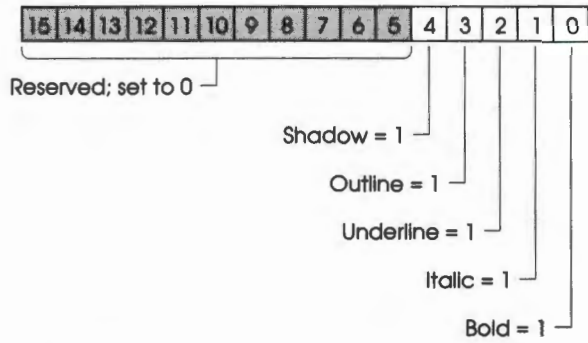 15 14 13 12 11 10 9 8 7 6 5 4 3 2 1 0
Reserved; set to 0
Shadow = 1
Outline = 1
Underline = 1
Italic = 1
Bold = 1